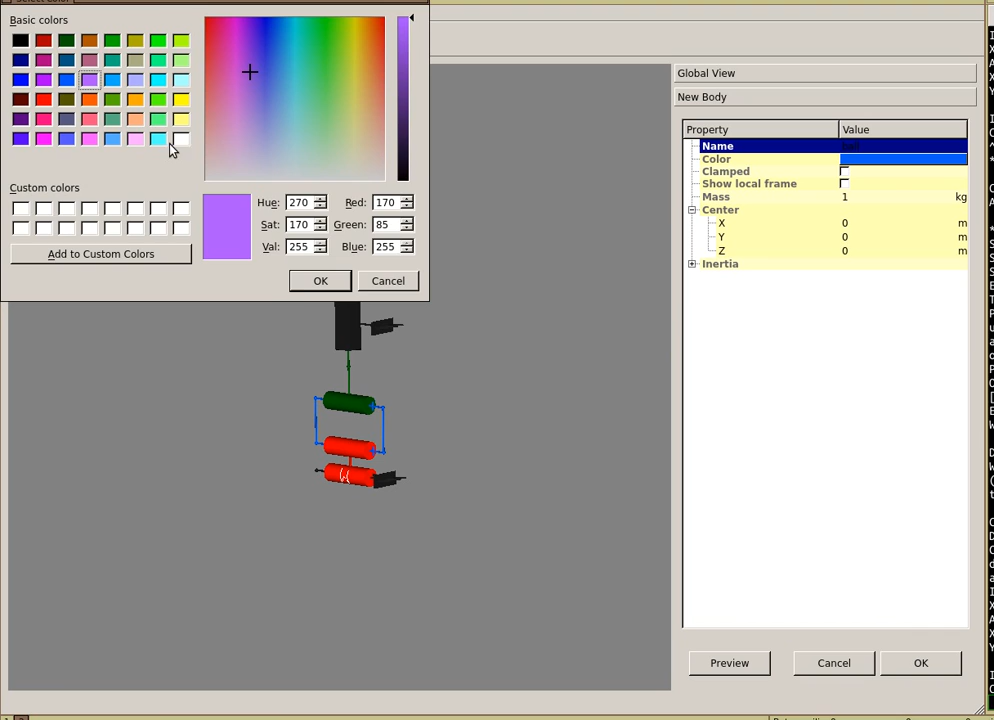 Basic colors
Custom colors
Add to Custom Colors
Hue: 270 Red: 170
Sat: 170 Green: 85
Val: 255 Blue: 255
OK Cancel
Global View
New Body
Property Value
Name ball
Color
Clamped
Show local frame
Mass 1 kg
Center
X 0 m
Y 0 m
Z 0 m
Inertia
Preview Cancel OK